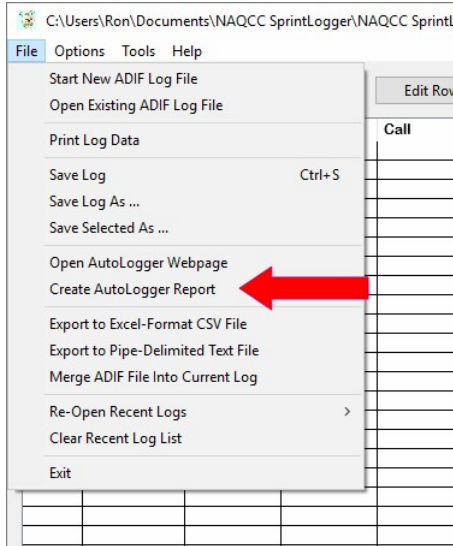 C:\Users\Ron\Documents\NAQCC SprintLogger\NAQCC Sprint
File Options Tools Help
Start New ADIF Log File
Open Existing ADIF Log File
Edit Row
Call
Print Log Data
Save Log Ctrl+S
Save Log As ...
Save Selected As ...
Open AutoLogger Webpage
Create AutoLogger Report
Export to Excel-Format CSV File
Export to Pipe-Delimited Text File
Merge ADIF File Into Current Log
Re-Open Recent Logs >
Clear Recent Log List
Exit